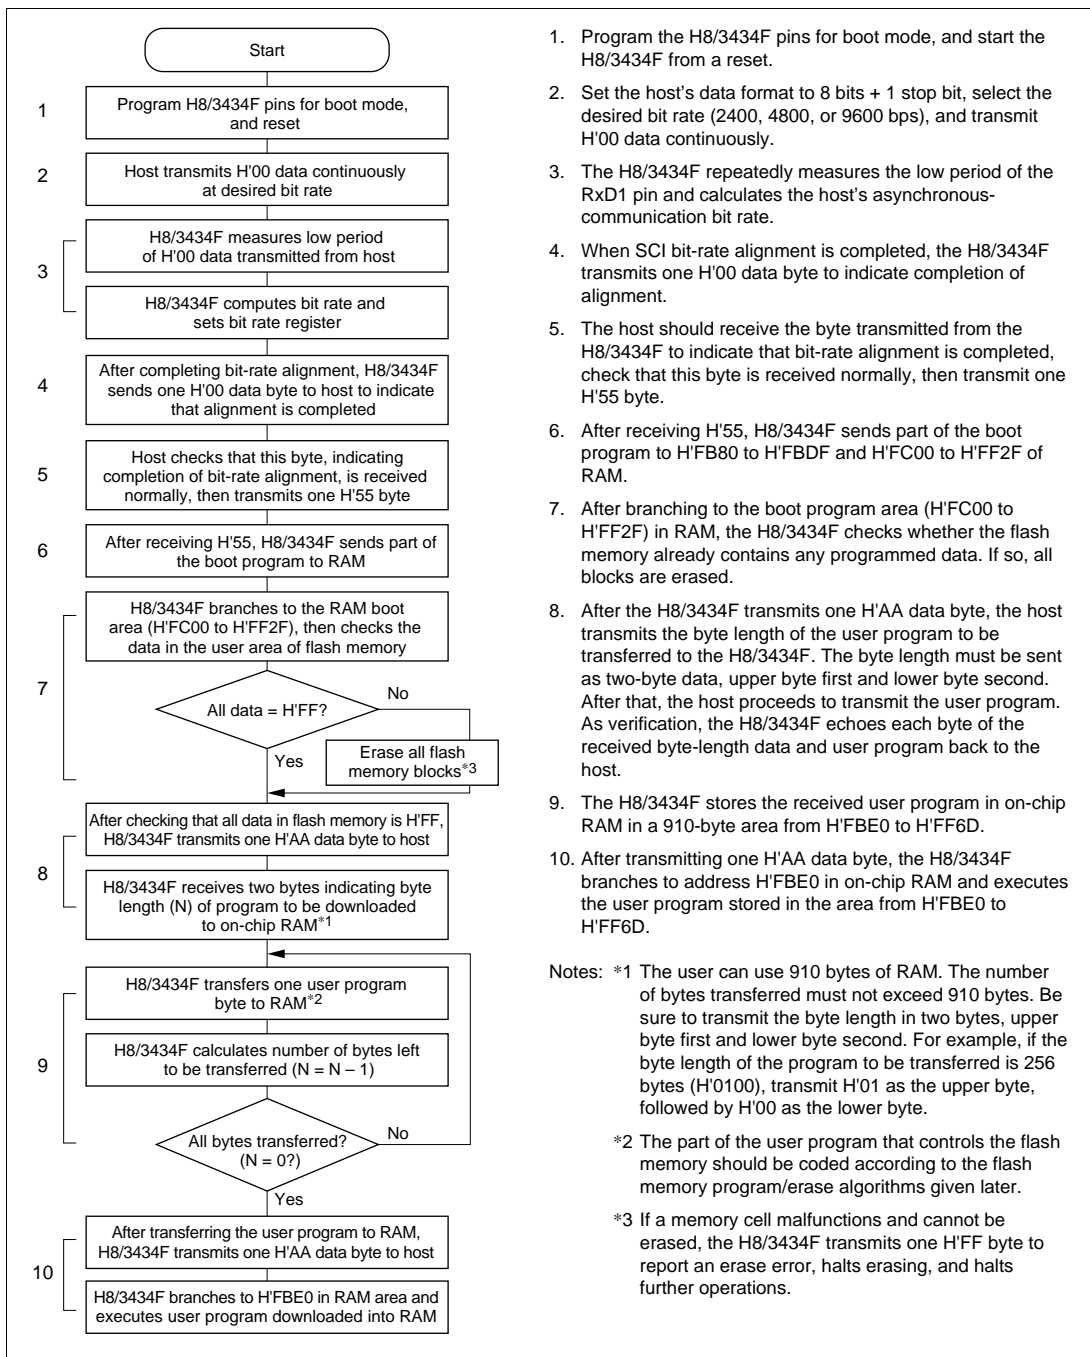 Start
1
Program H8/3434F pins for boot mode,
and reset
2
Host transmits H'00 data continuously
at desired bit rate
3
H8/3434F measures low period
of H'00 data transmitted from host
H8/3434F computes bit rate and
sets bit rate register
4
After completing bit-rate alignment, H8/3434F
sends one H'00 data byte to host to indicate
that alignment is completed
5
Host checks that this byte, indicating
completion of bit-rate alignment, is received
normally, then transmits one H'55 byte
6
After receiving H'55, H8/3434F sends part of
the boot program to RAM
7
H8/3434F branches to the RAM boot
area (H'FC00 to H'FF2F), then checks the
data in the user area of flash memory
All data = H'FF?
No
Yes
Erase all flash
memory blocks*3
8
After checking that all data in flash memory is H'FF,
H8/3434F transmits one H'AA data byte to host
H8/3434F receives two bytes indicating byte
length (N) of program to be downloaded
to on-chip RAM*1
9
H8/3434F transfers one user program
byte to RAM*2
H8/3434F calculates number of bytes left
to be transferred (N = N – 1)
All bytes transferred?
(N = 0?)
No
Yes
10
After transferring the user program to RAM,
H8/3434F transmits one H'AA data byte to host
H8/3434F branches to H'FBE0 in RAM area and
executes user program downloaded into RAM
1. Program the H8/3434F pins for boot mode, and start the
H8/3434F from a reset.
2. Set the host's data format to 8 bits + 1 stop bit, select the
desired bit rate (2400, 4800, or 9600 bps), and transmit
H'00 data continuously.
3. The H8/3434F repeatedly measures the low period of the
RxD1 pin and calculates the host's asynchronous-
communication bit rate.
4. When SCI bit-rate alignment is completed, the H8/3434F
transmits one H'00 data byte to indicate completion of
alignment.
5. The host should receive the byte transmitted from the
H8/3434F to indicate that bit-rate alignment is completed,
check that this byte is received normally, then transmit one
H'55 byte.
6. After receiving H'55, H8/3434F sends part of the boot
program to H'FB80 to H'FBDF and H'FC00 to H'FF2F of
RAM.
7. After branching to the boot program area (H'FC00 to
H'FF2F) in RAM, the H8/3434F checks whether the flash
memory already contains any programmed data. If so, all
blocks are erased.
8. After the H8/3434F transmits one H'AA data byte, the host
transmits the byte length of the user program to be
transferred to the H8/3434F. The byte length must be sent
as two-byte data, upper byte first and lower byte second.
After that, the host proceeds to transmit the user program.
As verification, the H8/3434F echoes each byte of the
received byte-length data and user program back to the
host.
9. The H8/3434F stores the received user program in on-chip
RAM in a 910-byte area from H'FBE0 to H'FF6D.
10. After transmitting one H'AA data byte, the H8/3434F
branches to address H'FBE0 in on-chip RAM and executes
the user program stored in the area from H'FBE0 to
H'FF6D.
Notes: *1 The user can use 910 bytes of RAM. The number
of bytes transferred must not exceed 910 bytes. Be
sure to transmit the byte length in two bytes, upper
byte first and lower byte second. For example, if the
byte length of the program to be transferred is 256
bytes (H'0100), transmit H'01 as the upper byte,
followed by H'00 as the lower byte.
*2 The part of the user program that controls the flash
memory should be coded according to the flash
memory program/erase algorithms given later.
*3 If a memory cell malfunctions and cannot be
erased, the H8/3434F transmits one H'FF byte to
report an erase error, halts erasing, and halts
further operations.